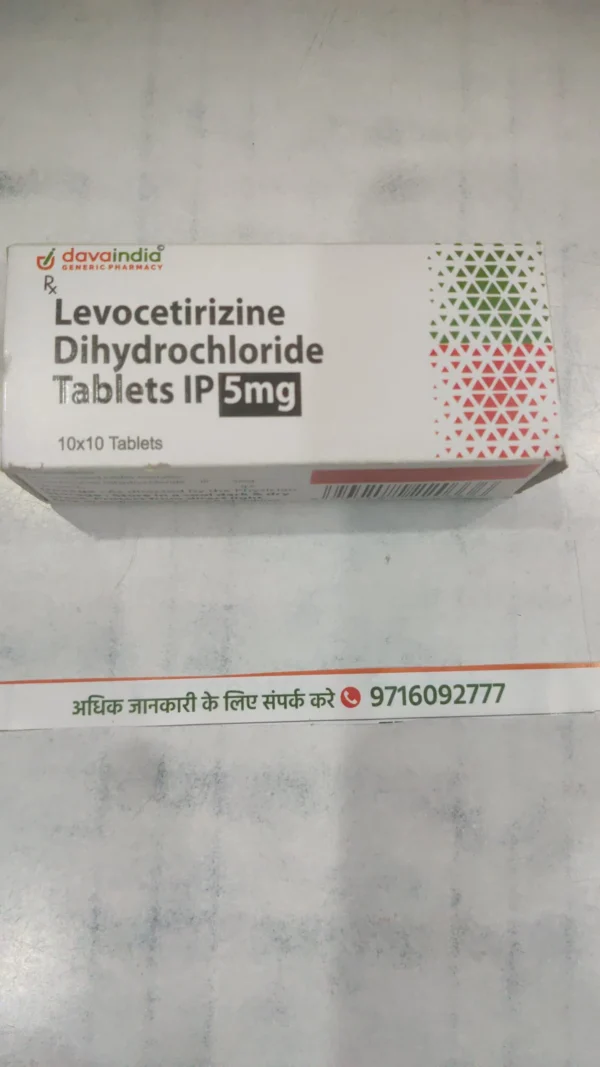 davaindia
GENERIC PHARMACY
Rx
Levocetirizine
Dihydrochloride
Tablets IP 5mg
10x10 Tablets
अधिक जानकारी के लिए संपर्क करे 9716092777